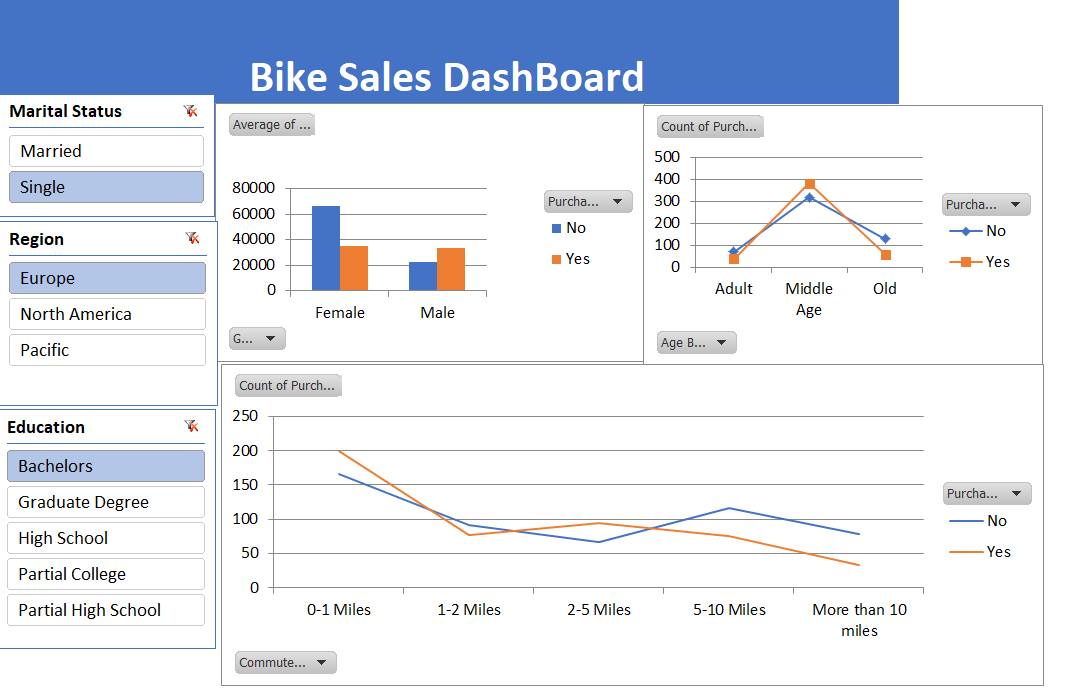 Bike Sales DashBoard
Marital Status
Married
Single
Region
Europe
North America
Pacific
Education
Bachelors
Graduate Degree
High School
Partial College
Partial High School
Average of ...
80000
60000
40000
20000
0
Female Male
Purcha...
No
Yes
G...
Count of Purch...
500
400
300
200
100
0
Adult Middle Old
Age
Purcha...
No
Yes
Age B...
Count of Purch...
250
200
150
100
50
0
0-1 Miles 1-2 Miles 2-5 Miles 5-10 Miles More than 10
miles
Purcha...
No
Yes
Commute...